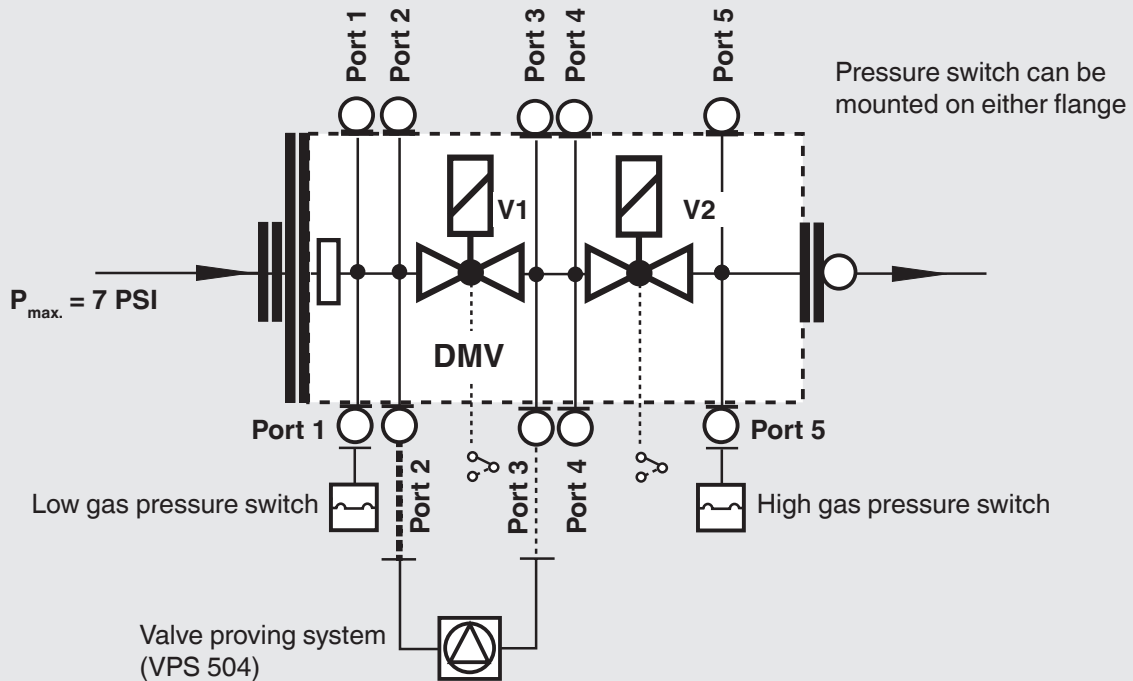 Port 1
Port 2
Port 3
Port 4
Port 5
Pressure switch can be
mounted on either flange
V1
V2
Pmax. = 7 PSI
DMV
Port 1
Port 2
Port 3
Port 4
Port 5
Low gas pressure switch
High gas pressure switch
Valve proving system
(VPS 504)